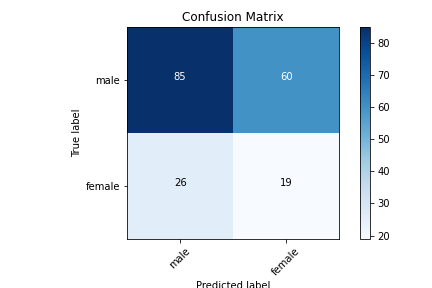 Confusion Matrix
True label
male
85
60
female
26
19
male
female
Predicted label
80
70
60
50
40
30
20